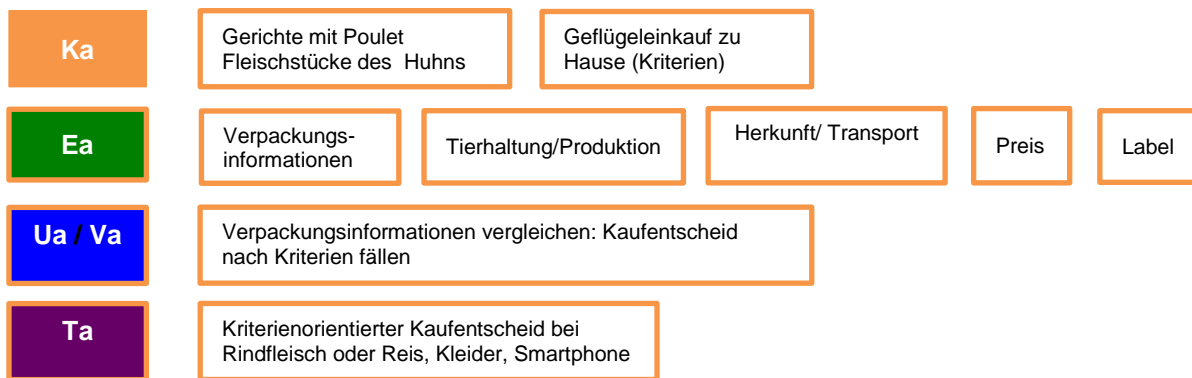 Ka
Gerichte mit Poulet
Fleischstücke des Huhns
Geflügeleinkauf zu
Hause (Kriterien)
Ea
Verpackungs-
informationen
Tierhaltung/Produktion
Herkunft/ Transport
Preis
Label
Ua / Va
Verpackungsinformationen vergleichen: Kaufentscheid
nach Kriterien fällen
Ta
Kriterienorientierter Kaufentscheid bei
Rindfleisch oder Reis, Kleider, Smartphone